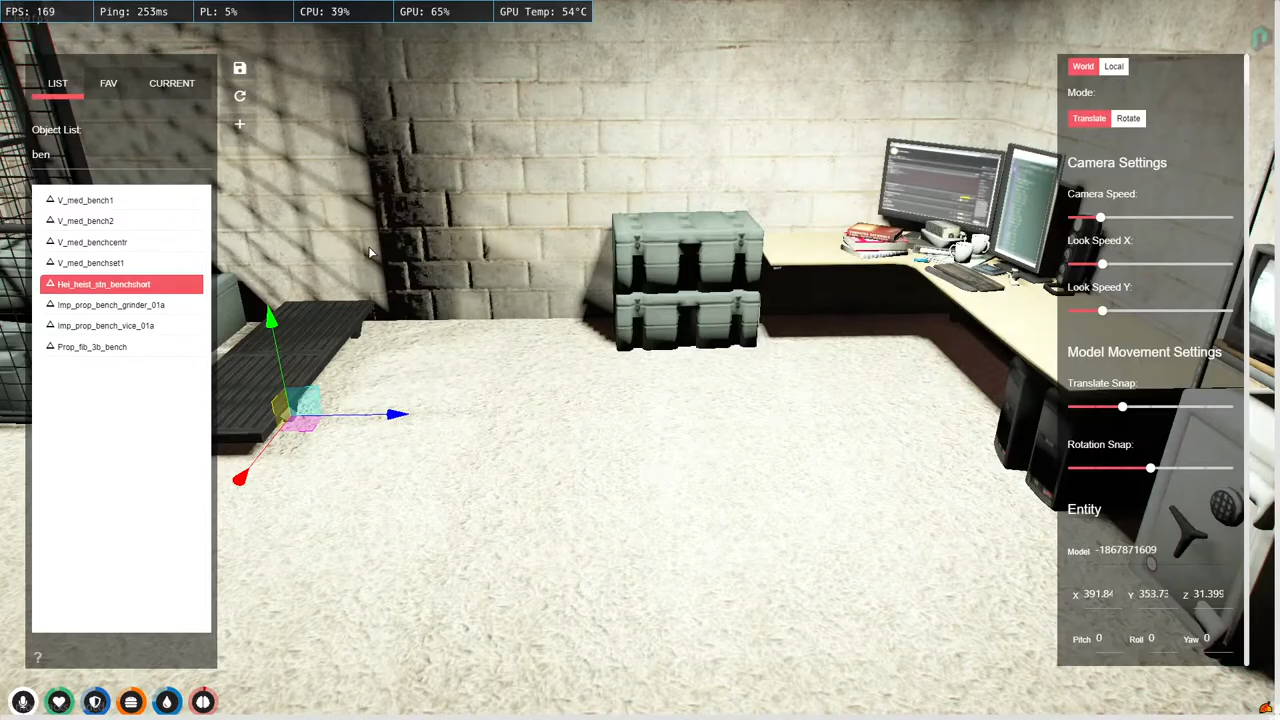 FPS: 169 Ping: 253ms PL: 5% CPU: 39% GPU: 65% GPU Temp: 54°C
LIST FAV CURRENT
Object List:
ben
V_med_bench1
V_med_bench2
V_med_benchcentr
V_med_benchset1
Hei_heist_stn_benchshort
Imp_prop_bench_grinder_01a
Imp_prop_bench_vice_01a
Prop_fib_3b_bench
?
World Local
Mode:
Translate Rotate
Camera Settings
Camera Speed:
Look Speed X:
Look Speed Y:
Model Movement Settings
Translate Snap:
Rotation Snap:
Entity
Model -1867871609
X 391.84 Y 353.73 Z 31.399
Pitch 0 Roll 0 Yaw 0